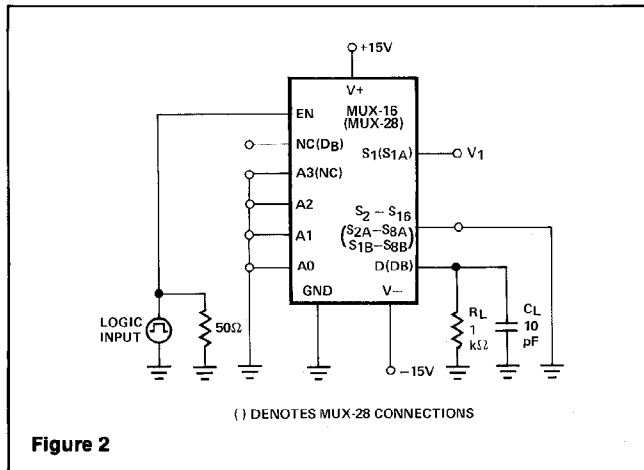 +15V
V+
EN
MUX-16
(MUX-28)
NC(DB)
S1(S1A)
V1
A3(NC)
A2
S2 – S16
(S2A–S8A)
S1B–S8B
A1
A0
D(DB)
GND
V–
LOGIC
INPUT
50Ω
RL
1
kΩ
CL
10
pF
–15V
( ) DENOTES MUX-28 CONNECTIONS
Figure 2